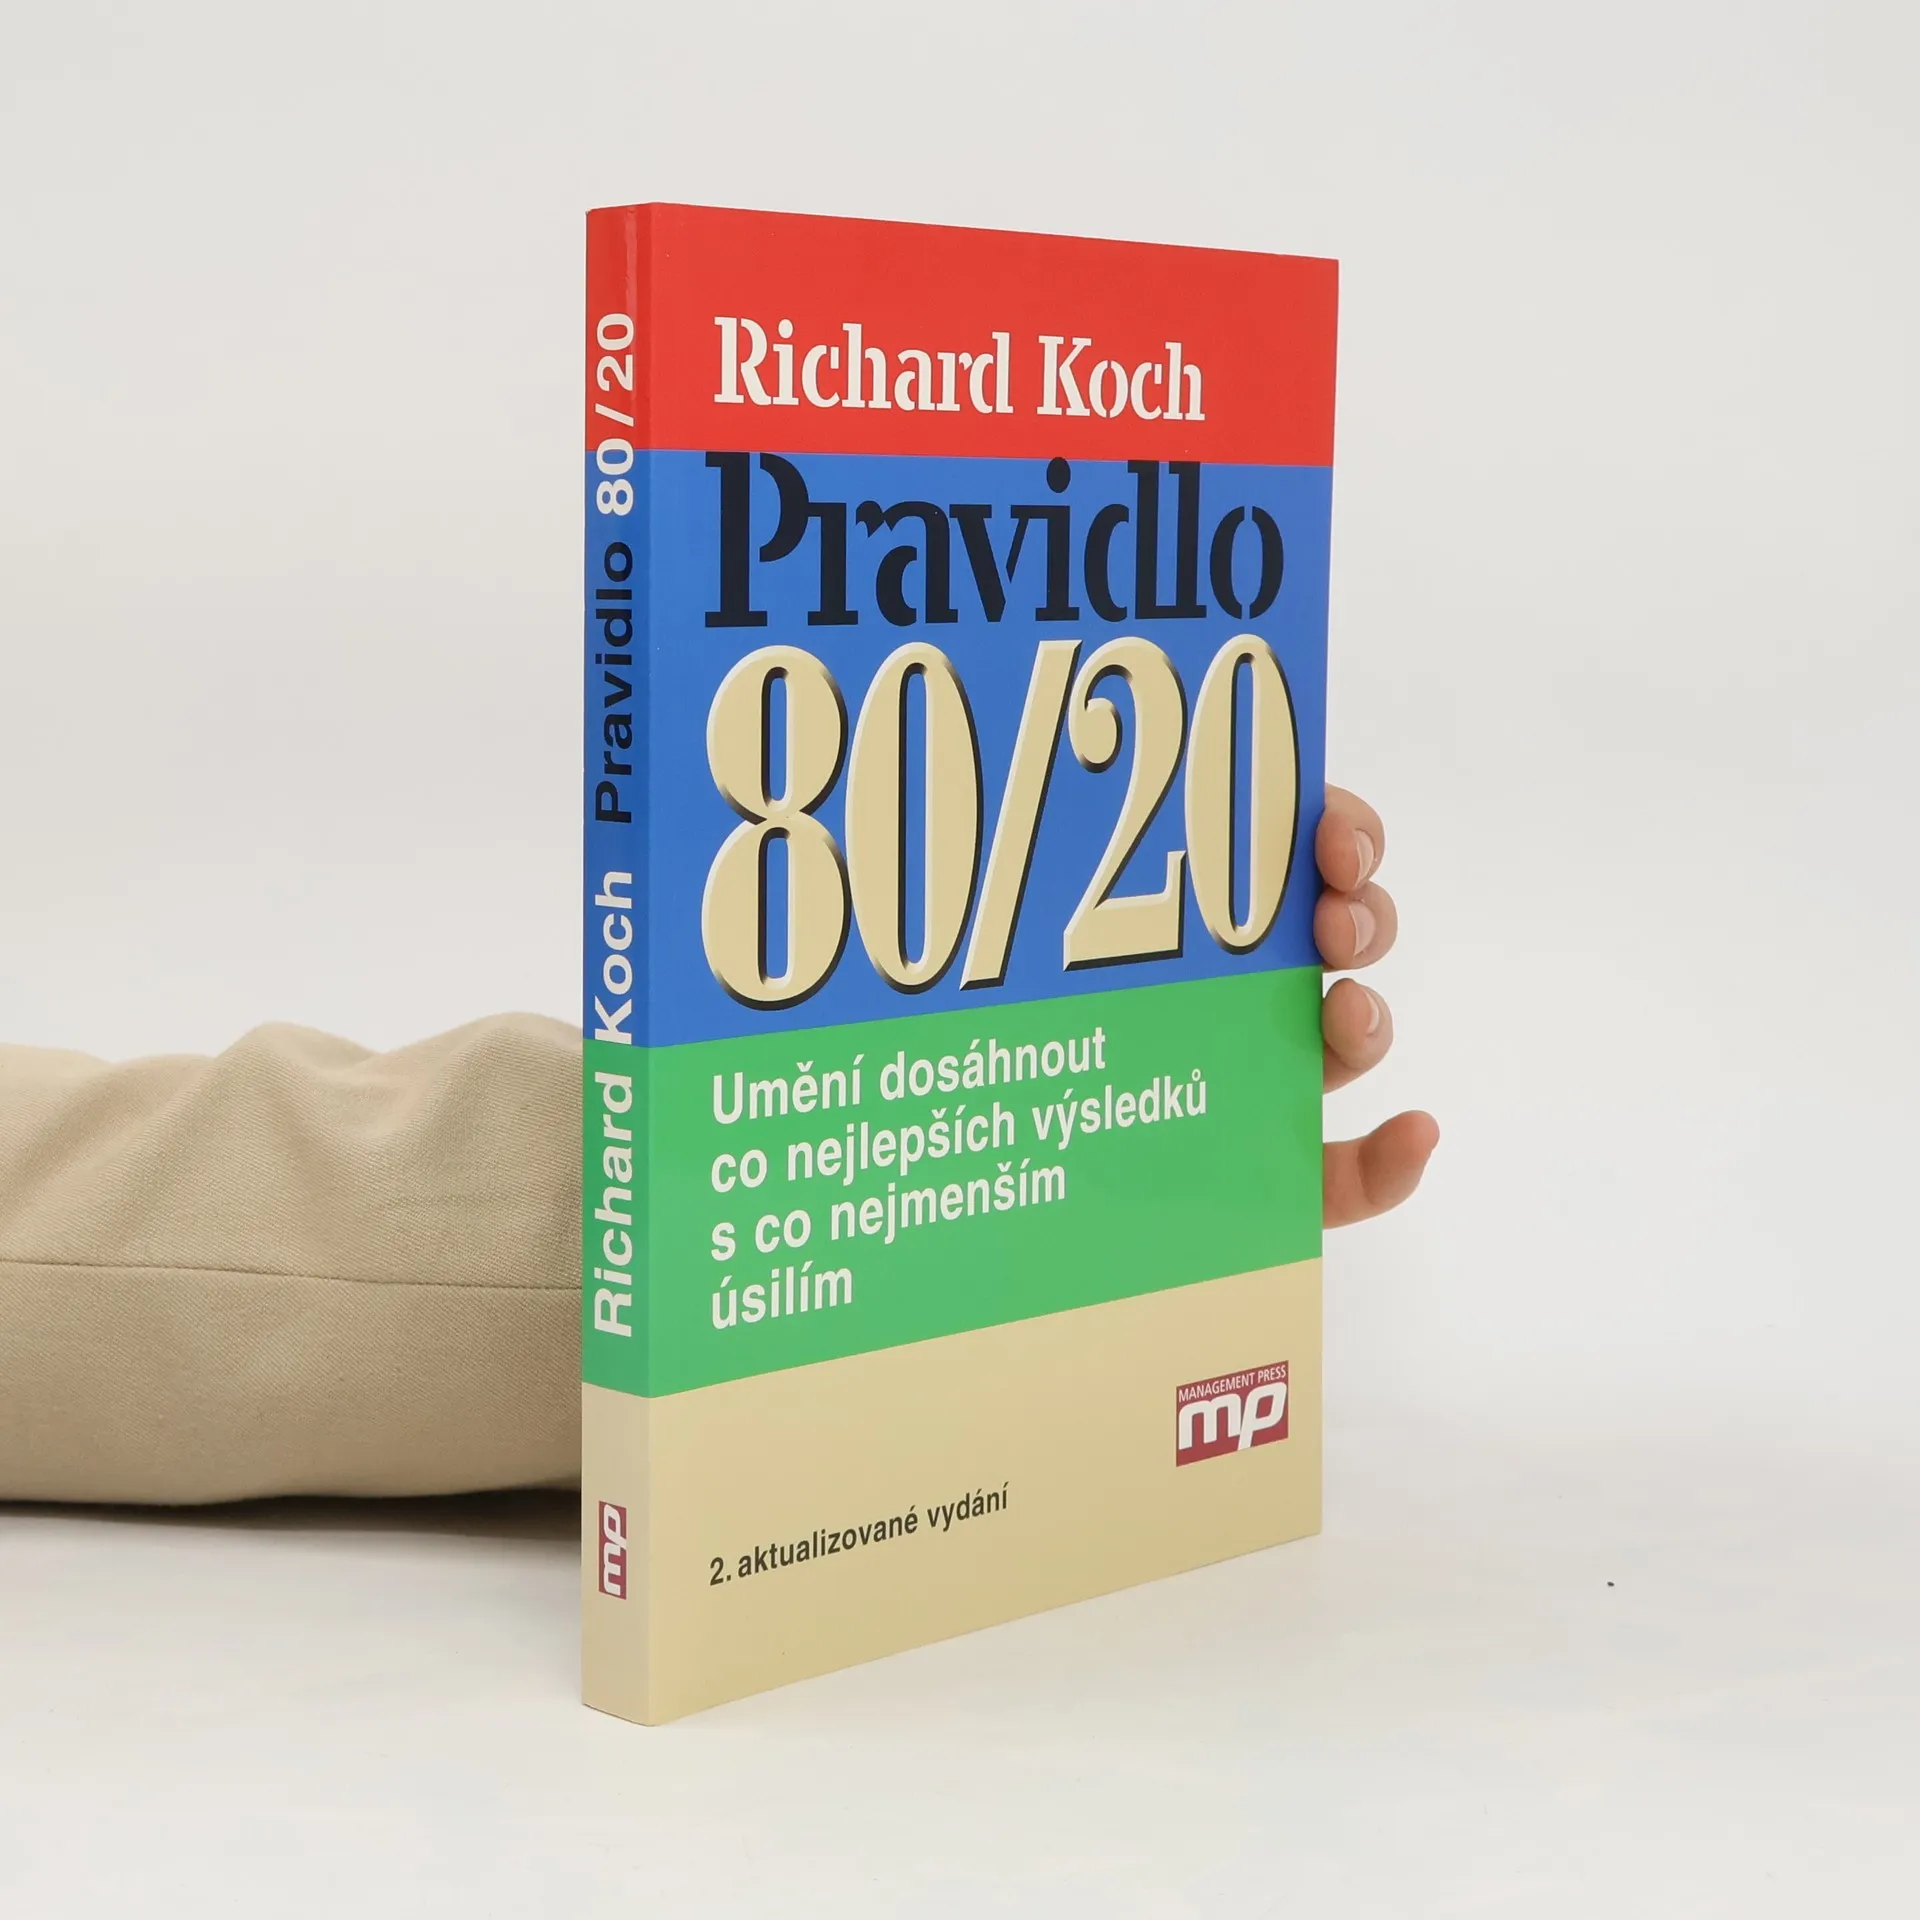 Richard Koch
Pravidlo
80/20
Umění dosáhnout
co nejlepších výsledků
s co nejmenším
úsilím
MANAGEMENT PRESS
mp
2. aktualizované vydání
Richard Koch Pravidlo 80/20
mp